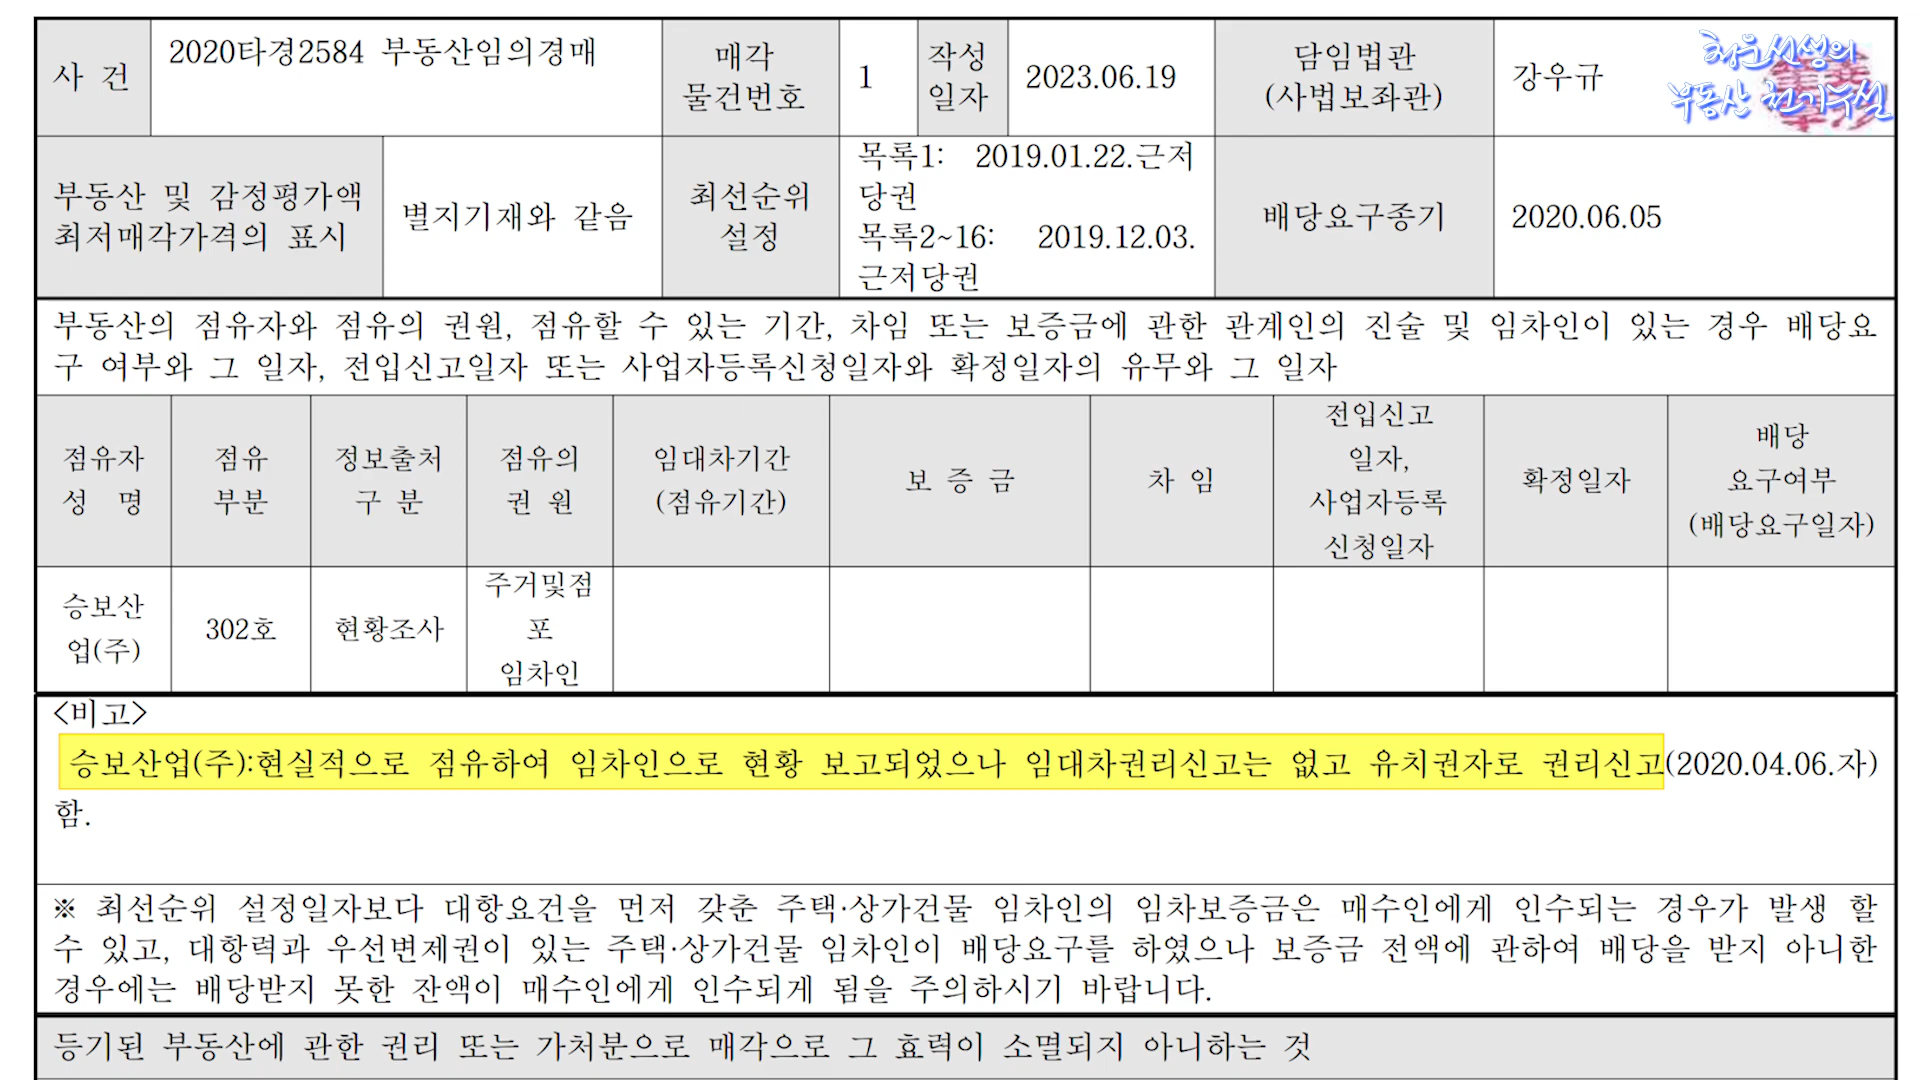 사 건
2020타경2584 부동산임의경매
매각
물건번호
1
작성
일자
2023.06.19
담임법관
(사법보좌관)
강우규
부동산 및 감정평가액
최저매각가격의 표시
별지기재와 같음
최선순위
설정
목록1: 2019.01.22.근저
당권
목록2~16: 2019.12.03.
근저당권
배당요구종기
2020.06.05
부동산의 점유자와 점유의 권원, 점유할 수 있는 기간, 차임 또는 보증금에 관한 관계인의 진술 및 임차인이 있는 경우 배당요
구 여부와 그 일자, 전입신고일자 또는 사업자등록신청일자와 확정일자의 유무와 그 일자
점유자
성 명
점유
부분
정보출처
구 분
점유의
권 원
임대차기간
(점유기간)
보 증 금
차 임
전입신고
일자,
사업자등록
신청일자
확정일자
배당
요구여부
(배당요구일자)
승보산
업(주)
302호
현황조사
주거및점
포
임차인
<비고>
승보산업(주):현실적으로 점유하여 임차인으로 현황 보고되었으나 임대차권리신고는 없고 유치권자로 권리신고(2020.04.06.자)
함.
※ 최선순위 설정일자보다 대항요건을 먼저 갖춘 주택·상가건물 임차인의 임차보증금은 매수인에게 인수되는 경우가 발생 할
수 있고, 대항력과 우선변제권이 있는 주택·상가건물 임차인이 배당요구를 하였으나 보증금 전액에 관하여 배당을 받지 아니한
경우에는 배당받지 못한 잔액이 매수인에게 인수되게 됨을 주의하시기 바랍니다.
등기된 부동산에 관한 권리 또는 가처분으로 매각으로 그 효력이 소멸되지 아니하는 것